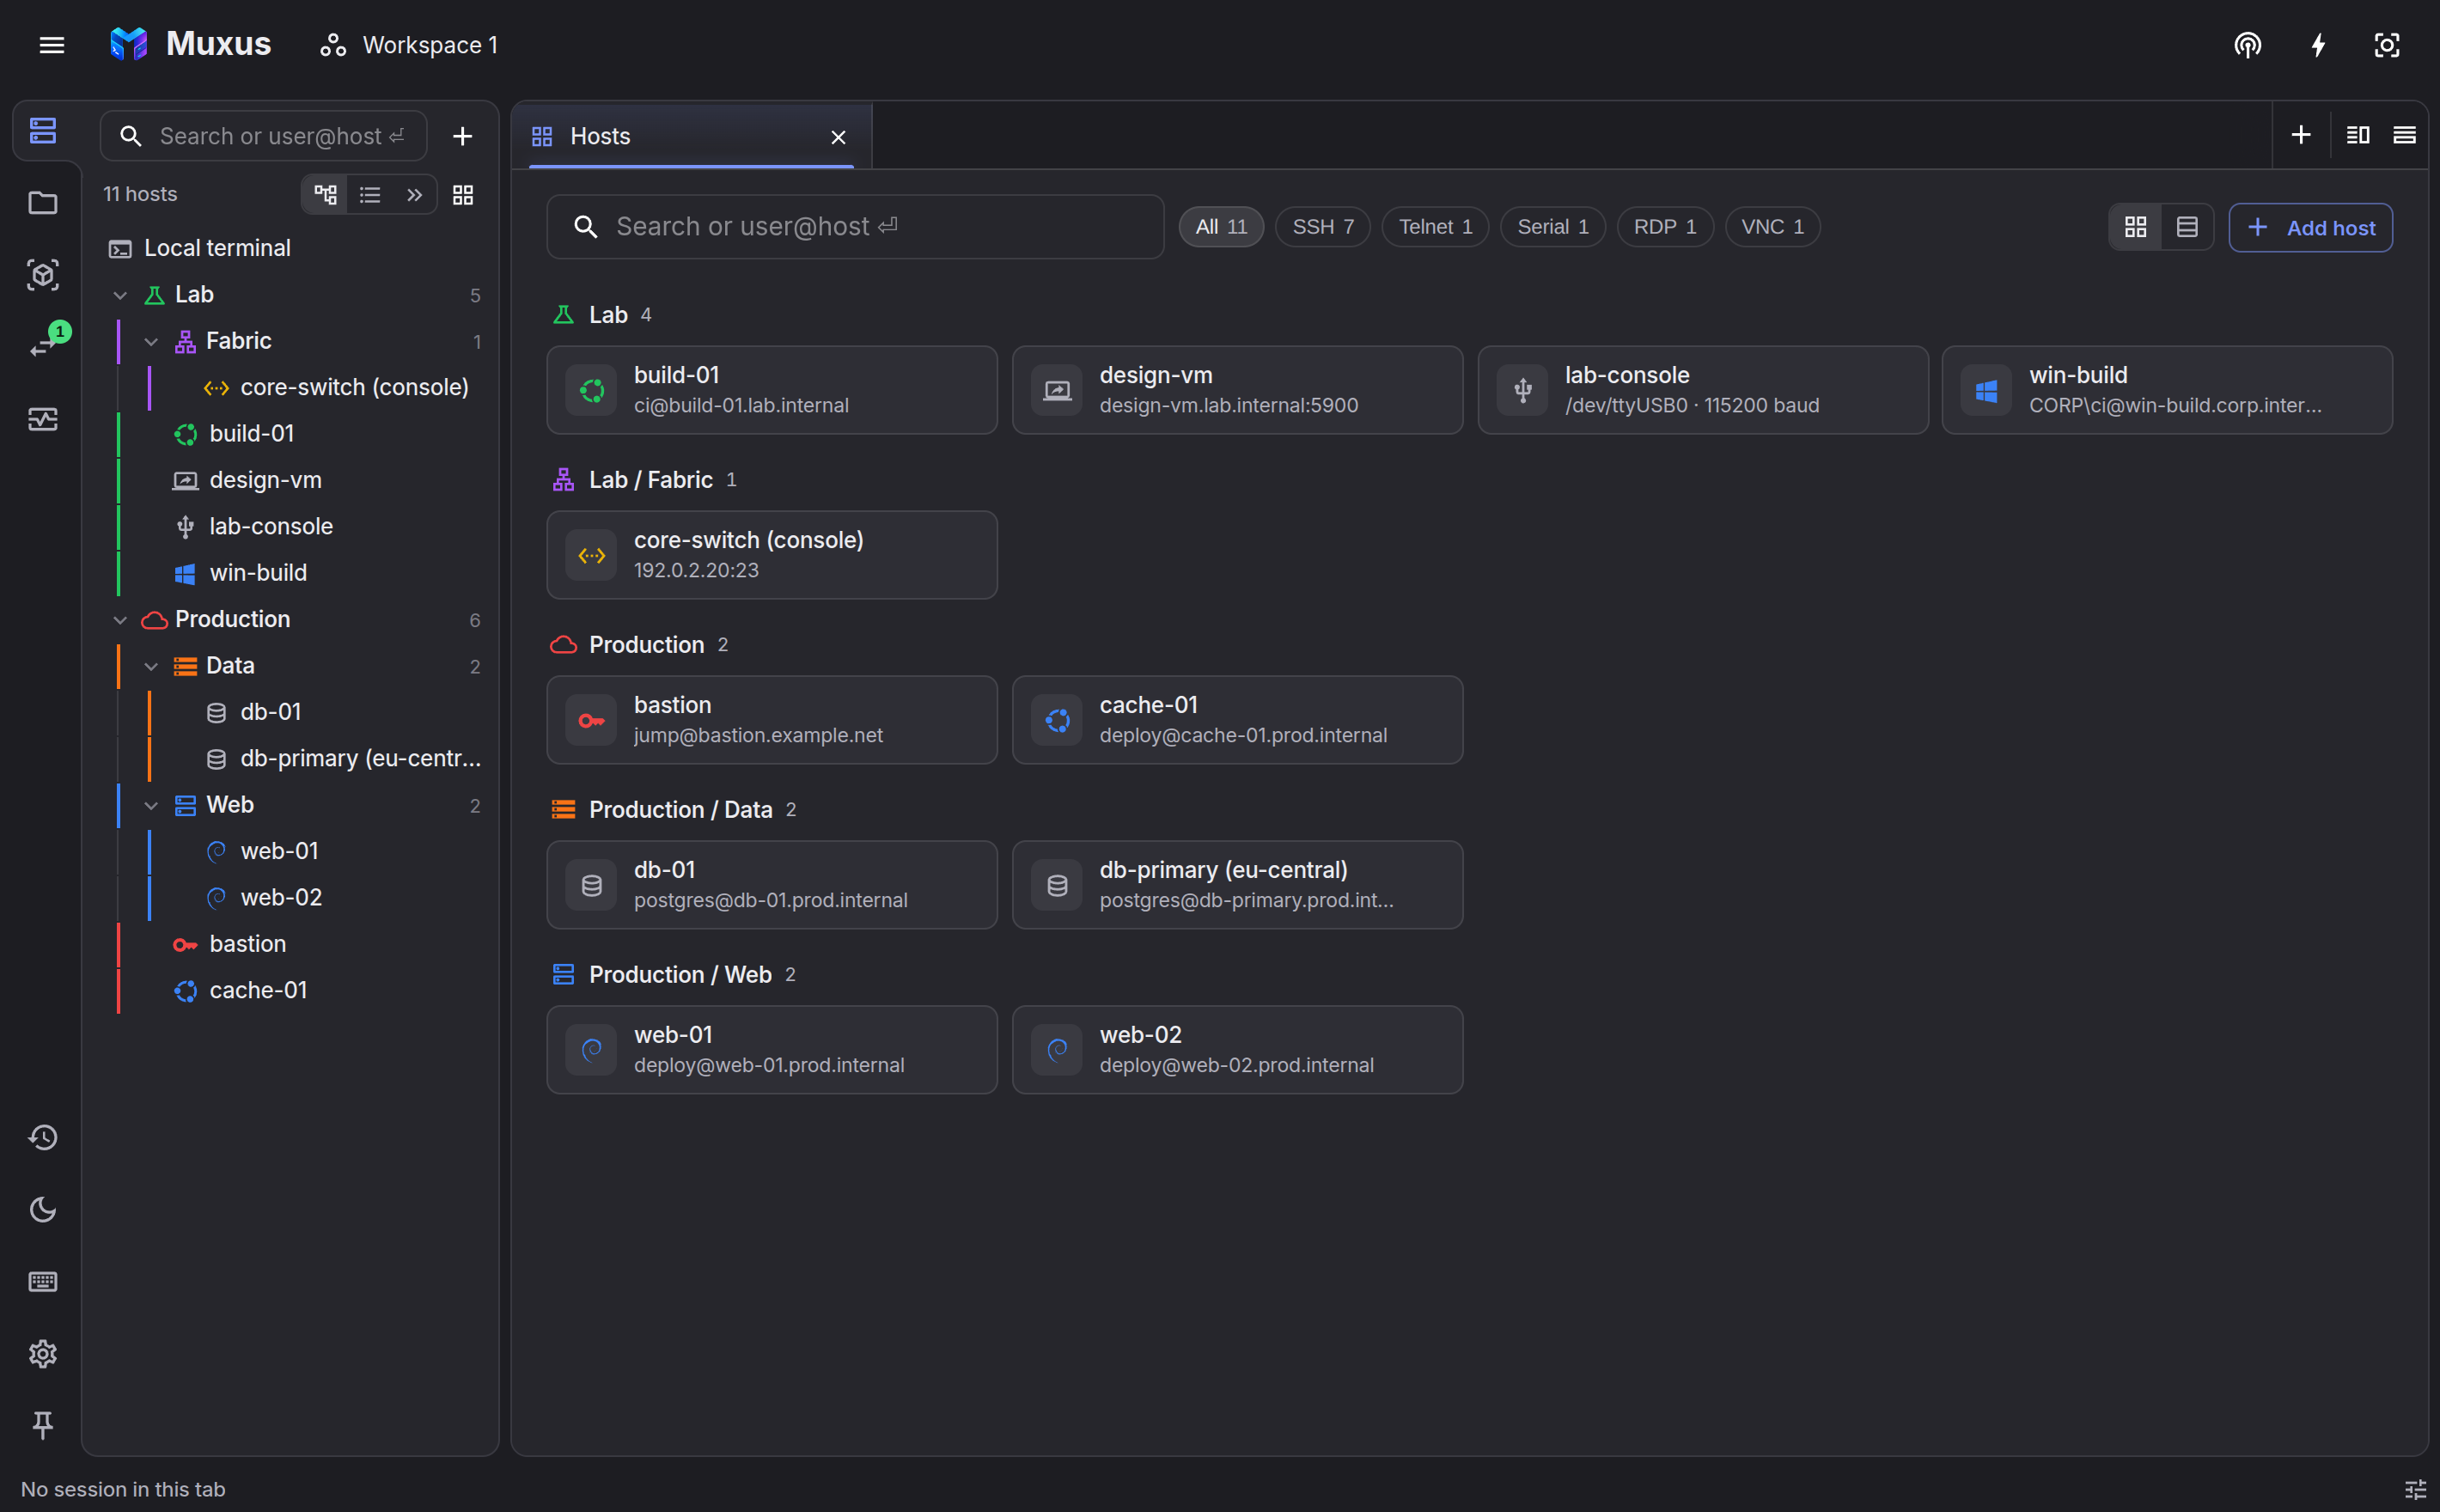 Muxus
Workspace 1
Search or user@host ⏎
11 hosts
Local terminal
Lab 5
Fabric 1
core-switch (console)
build-01
design-vm
lab-console
win-build
Production 6
Data 2
db-01
db-primary (eu-centr...
Web 2
web-01
web-02
bastion
cache-01
1
Hosts
Search or user@host ⏎
All 11
SSH 7
Telnet 1
Serial 1
RDP 1
VNC 1
Add host
Lab 4
build-01
ci@build-01.lab.internal
design-vm
design-vm.lab.internal:5900
lab-console
/dev/ttyUSB0 · 115200 baud
win-build
CORP\ci@win-build.corp.inter...
Lab / Fabric 1
core-switch (console)
192.0.2.20:23
Production 2
bastion
jump@bastion.example.net
cache-01
deploy@cache-01.prod.internal
Production / Data 2
db-01
postgres@db-01.prod.internal
db-primary (eu-central)
postgres@db-primary.prod.int...
Production / Web 2
web-01
deploy@web-01.prod.internal
web-02
deploy@web-02.prod.internal
No session in this tab